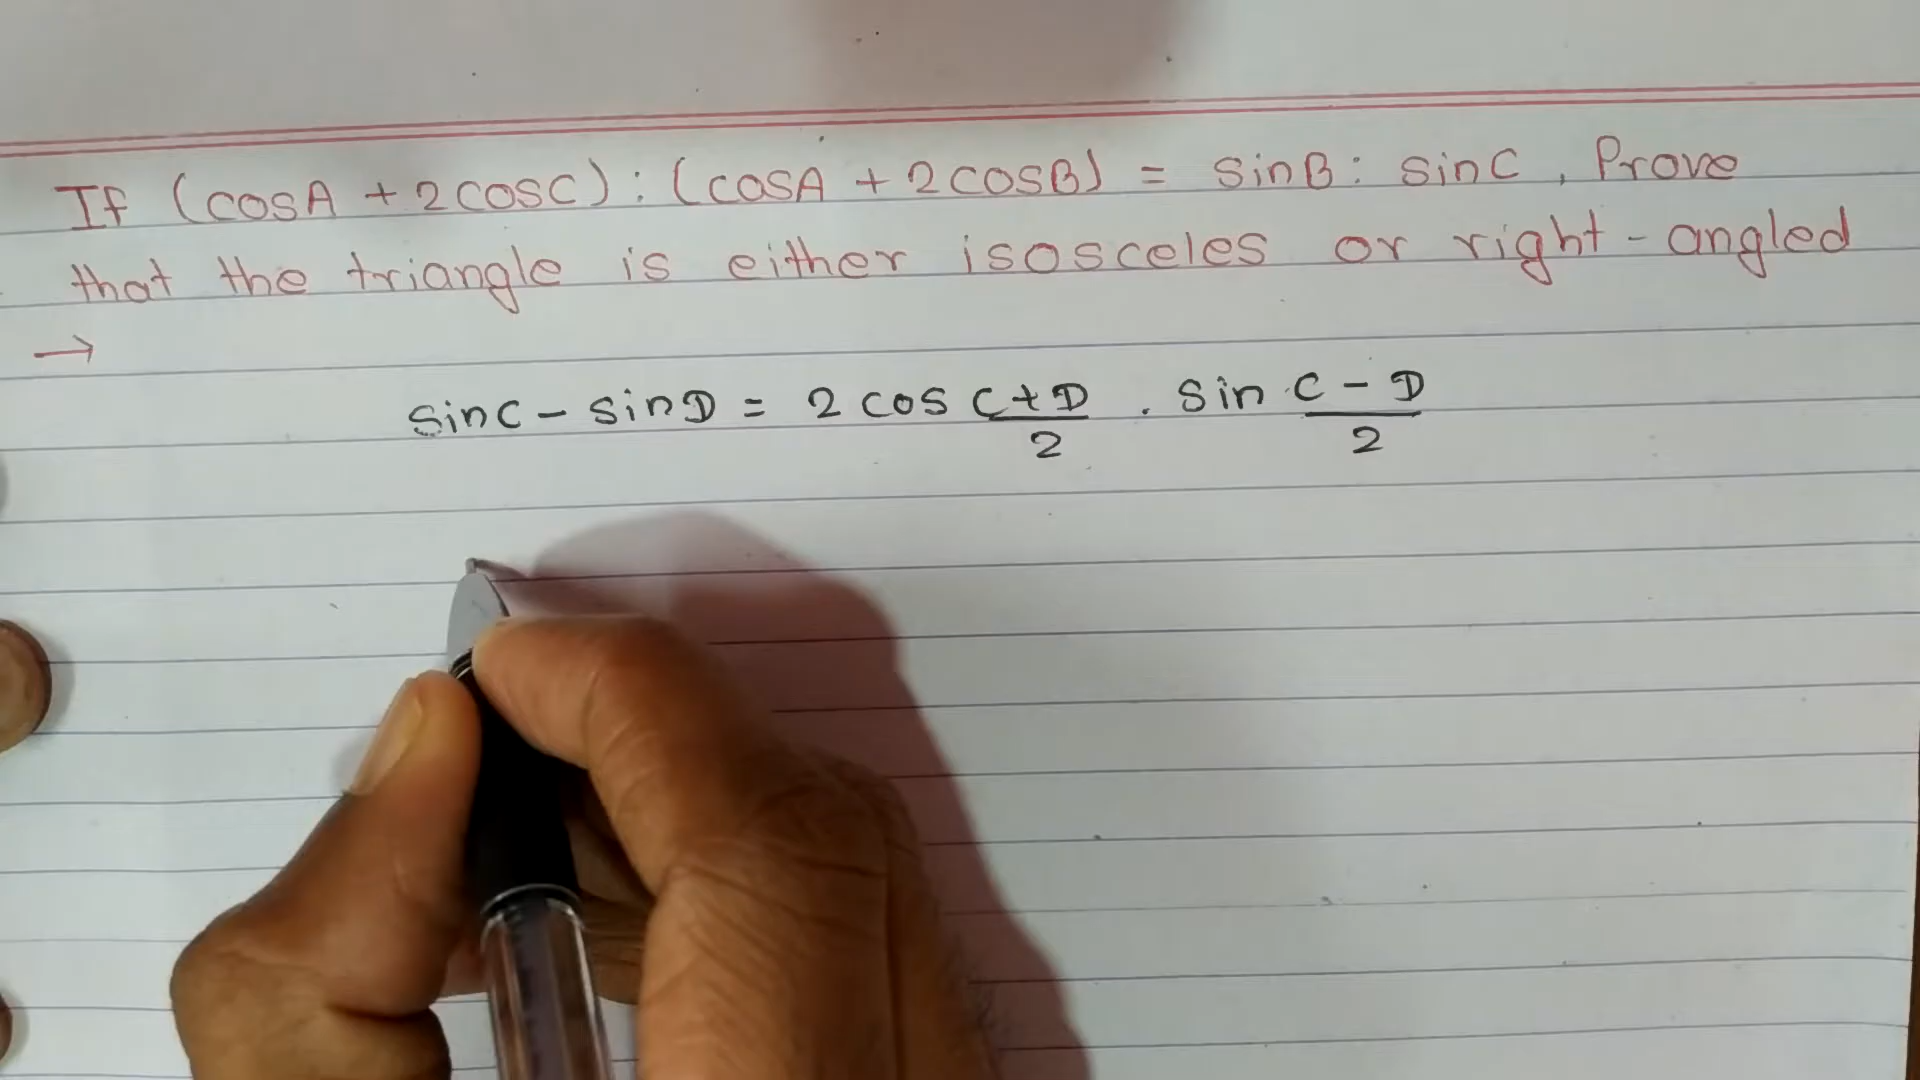 If (cosA + 2cosC) : (cosA + 2cosB) = sinB : sinC , Prove
that the triangle is either isosceles or right-angled
→
sinC - sinD = 2 cos (C+D)/2 . sin (C-D)/2